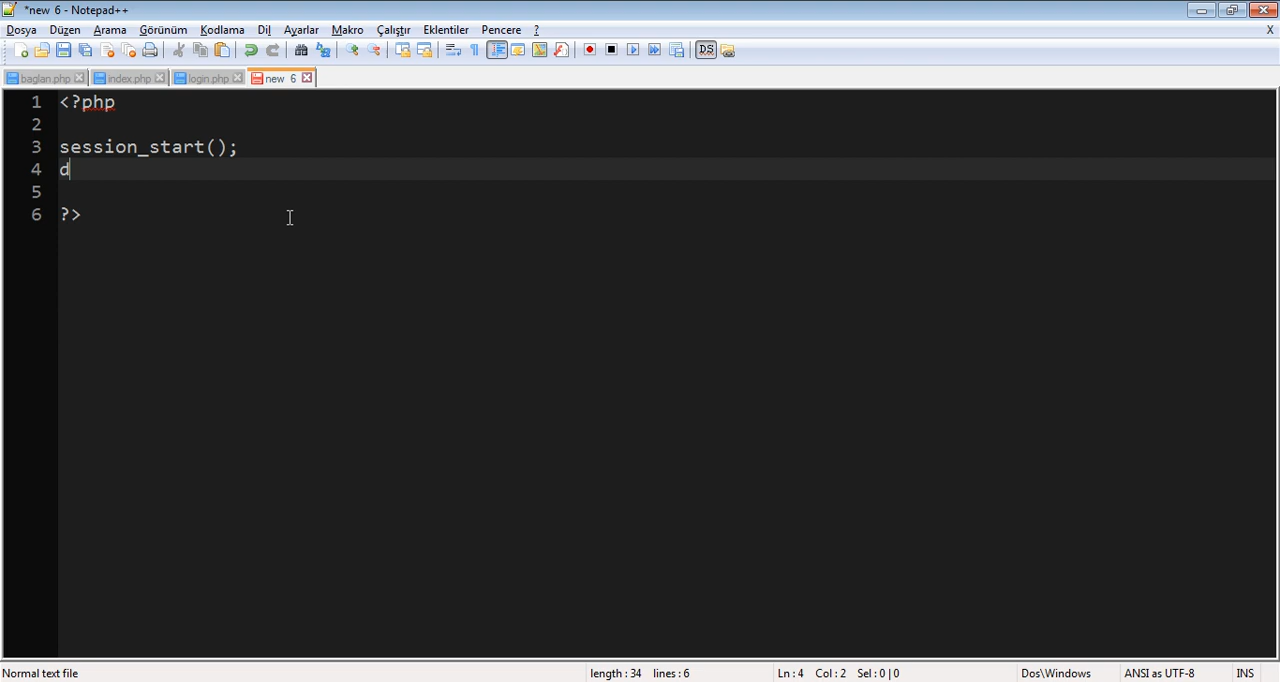 *new 6 - Notepad++
Dosya Düzen Arama Görünüm Kodlama Dil Ayarlar Makro Çalıştır Eklentiler Pencere ? X
DS
baglan.php index.php login.php new 6
1 <?php
2
3 session_start();
4 d
5
6 ?>
Normal text file length : 34 lines : 6 Ln : 4 Col : 2 Sel : 0 | 0 Dos\Windows ANSI as UTF-8 INS